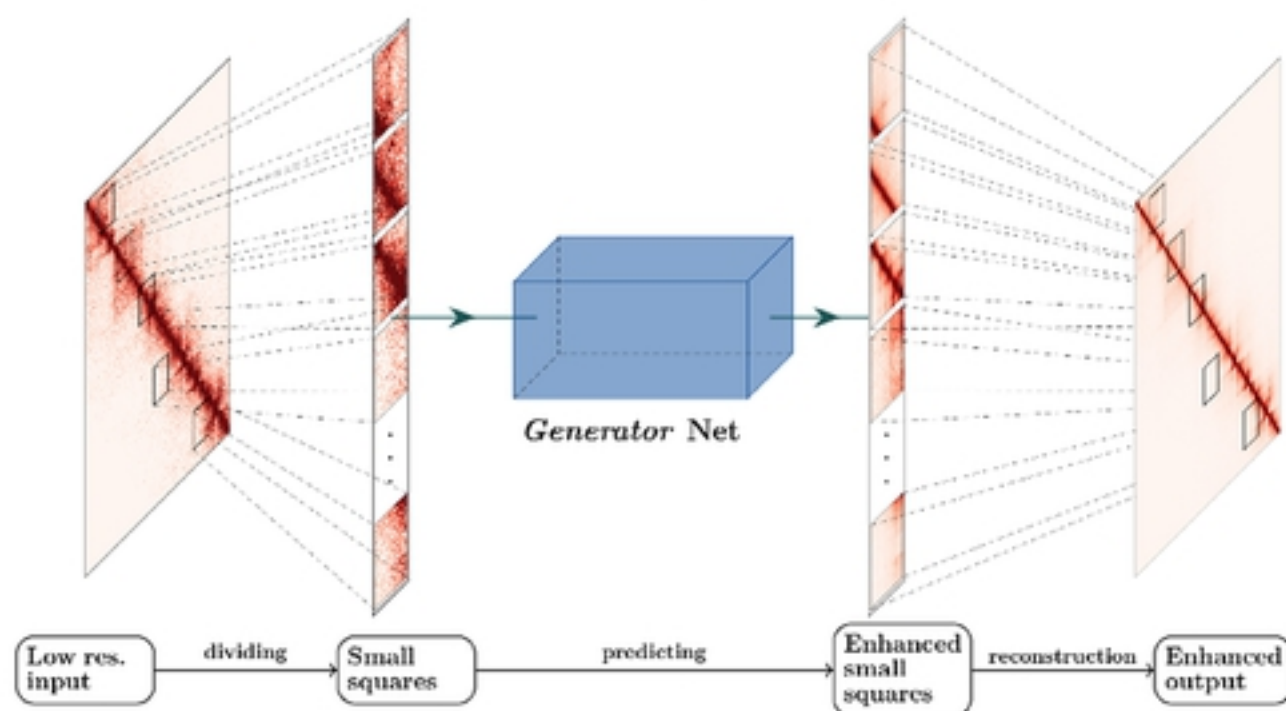 Generator Net
Low res.
input
dividing
Small
squares
predicting
Enhanced
small
squares
reconstruction
Enhanced
output